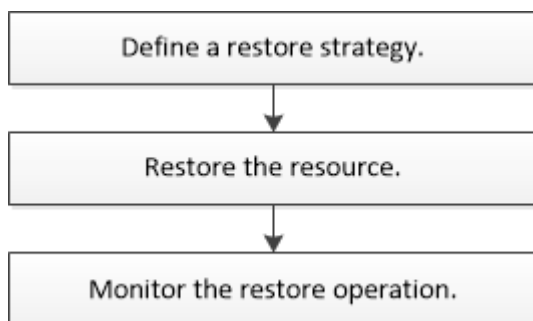 Define a restore strategy.
Restore the resource.
Monitor the restore operation.